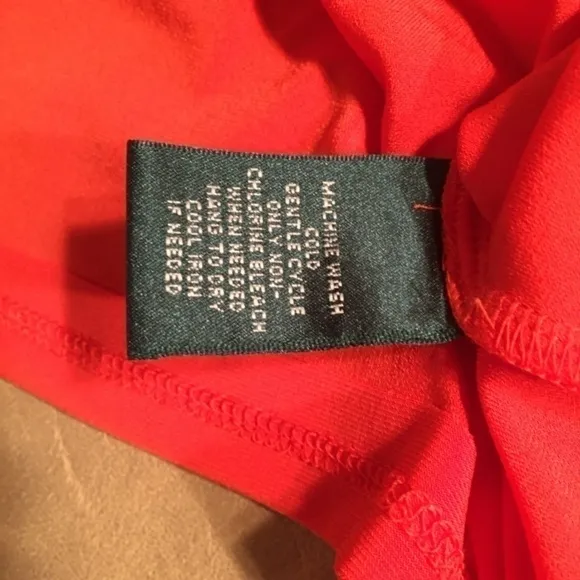 MACHINE WASH
COLD
GENTLE CYCLE
ONLY NON-
CHLORINE BLEACH
WHEN NEEDED
HANG TO DRY
COOL IRON
IF NEEDED